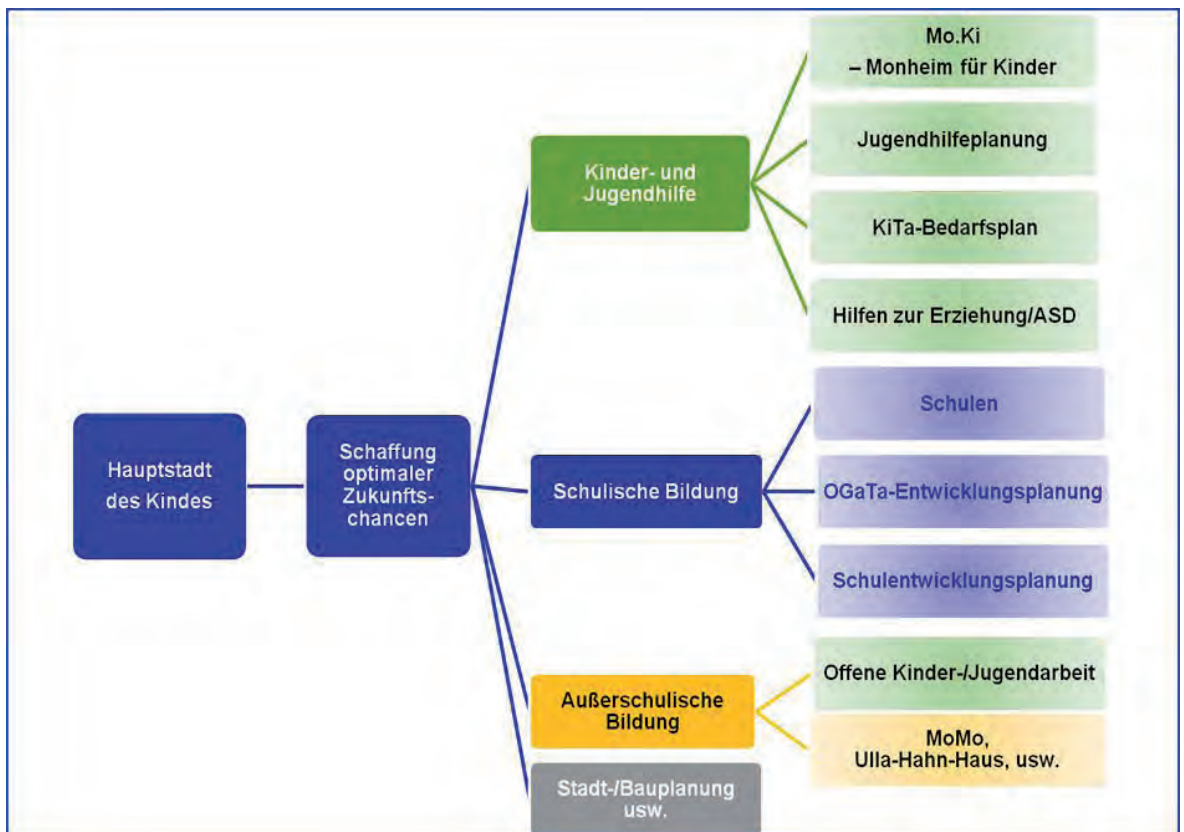 Hauptstadt
des Kindes
Schaffung
optimaler
Zukunfts-
chancen
Kinder- und
Jugendhilfe
Mo.Ki
– Monheim für Kinder
Jugendhilfeplanung
KiTa-Bedarfsplan
Hilfen zur Erziehung/ASD
Schulische Bildung
Schulen
OGaTa-Entwicklungsplanung
Schulentwicklungsplanung
Außerschulische
Bildung
Offene Kinder-/Jugendarbeit
MoMo,
Ulla-Hahn-Haus, usw.
Stadt-/Bauplanung
usw.